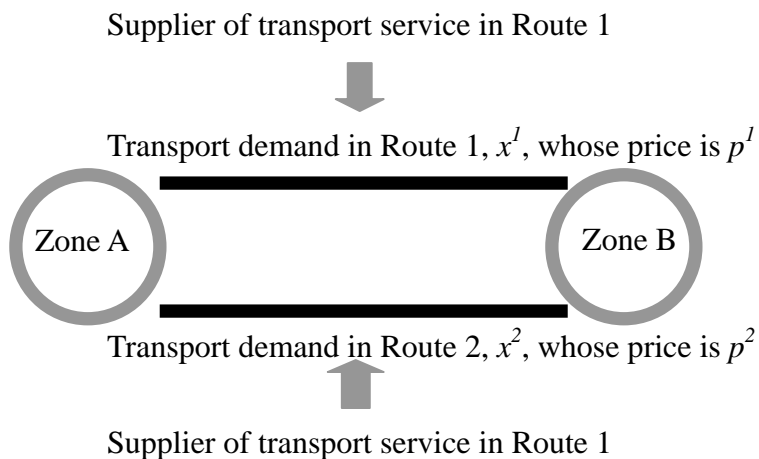 Supplier of transport service in Route 1
Transport demand in Route 1, x¹, whose price is p¹
Zone A
Zone B
Transport demand in Route 2, x², whose price is p²
Supplier of transport service in Route 1